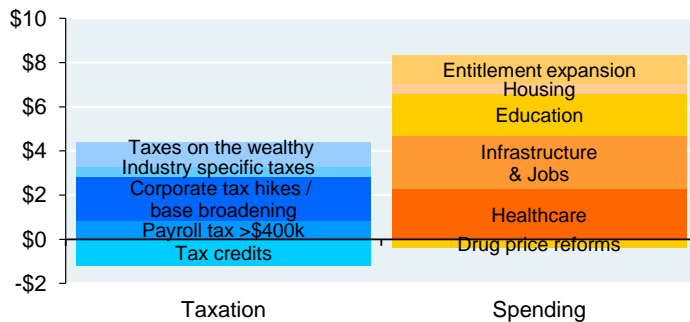 $10
$8
$6
$4
$2
$0
-$2
Taxes on the wealthy
Industry specific taxes
Corporate tax hikes /
base broadening
Payroll tax >$400k
Tax credits
Entitlement expansion
Housing
Education
Infrastructure
& Jobs
Healthcare
Drug price reforms
Taxation
Spending